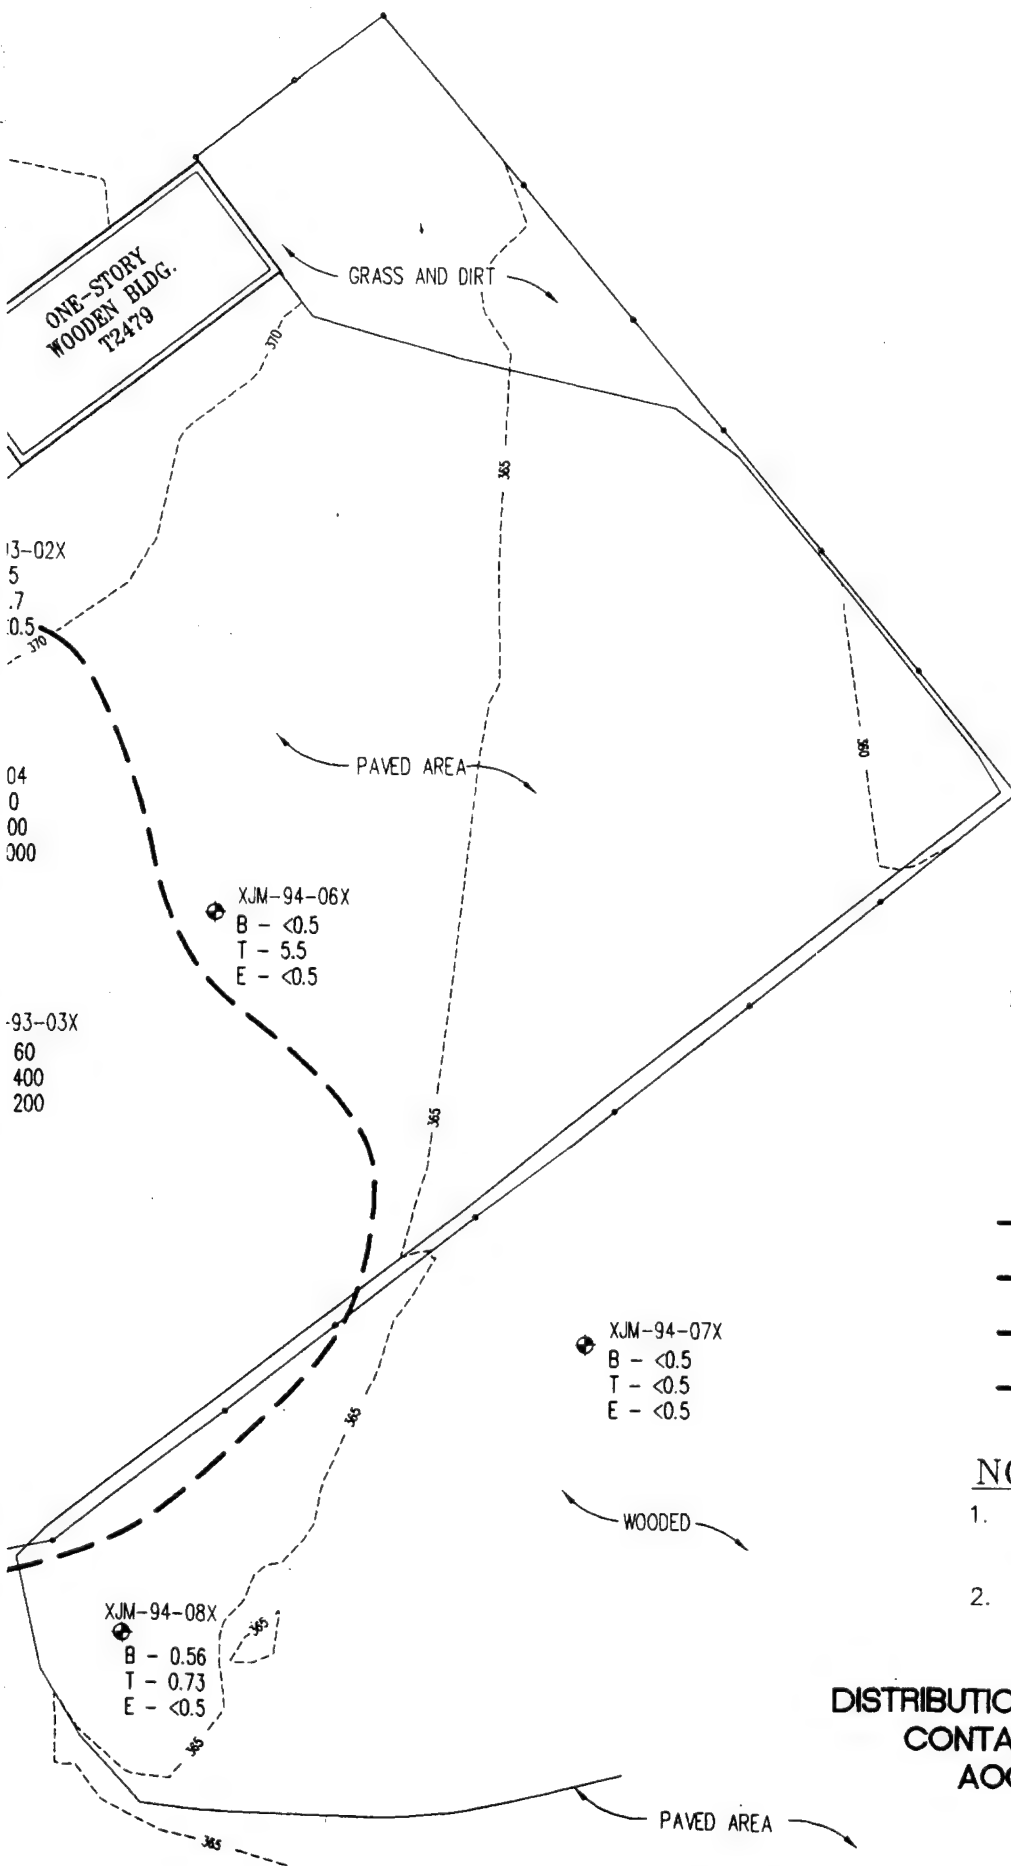 ONE-STORY
WOODEN BLDG.
T2479
GRASS AND DIRT
370
365
13-02X
5
.7
0.5
370
360
PAVED AREA
04
0
00
000
XJM-94-06X
B - <0.5
T - 5.5
E - <0.5
-93-03X
60
400
200
365
XJM-94-07X
B - <0.5
T - <0.5
E - <0.5
365
NO
1.
WOODED
2.
XJM-94-08X
B - 0.56
T - 0.73
E - <0.5
365
365
DISTRIBUTIO
CONTA
AOC
PAVED AREA
365